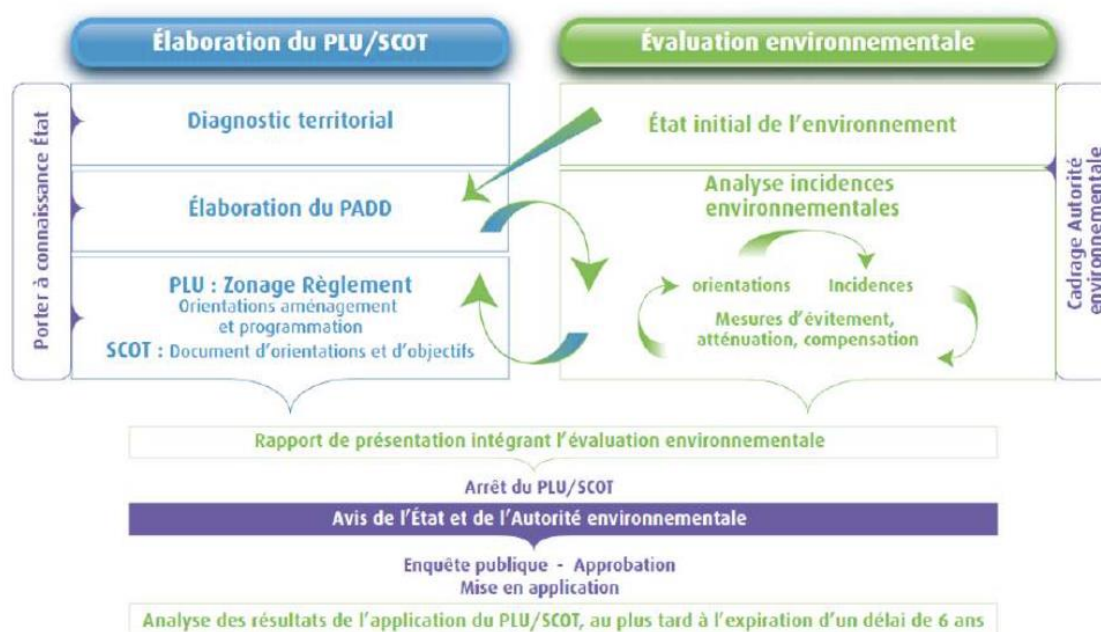 Élaboration du PLU/SCOT
Évaluation environnementale
Porter à connaissance État
Diagnostic territorial
Élaboration du PADD
PLU : Zonage Règlement
Orientations aménagement
et programmation
SCOT : Document d'orientations et d'objectifs
État initial de l'environnement
Analyse incidences
environnementales
orientations
Incidences
Mesures d'évitement,
atténuation, compensation
Cadrage Autorité
environnementale
Rapport de présentation intégrant l'évaluation environnementale
Arrêt du PLU/SCOT
Avis de l'État et de l'Autorité environnementale
Enquête publique - Approbation
Mise en application
Analyse des résultats de l'application du PLU/SCOT, au plus tard à l'expiration d'un délai de 6 ans